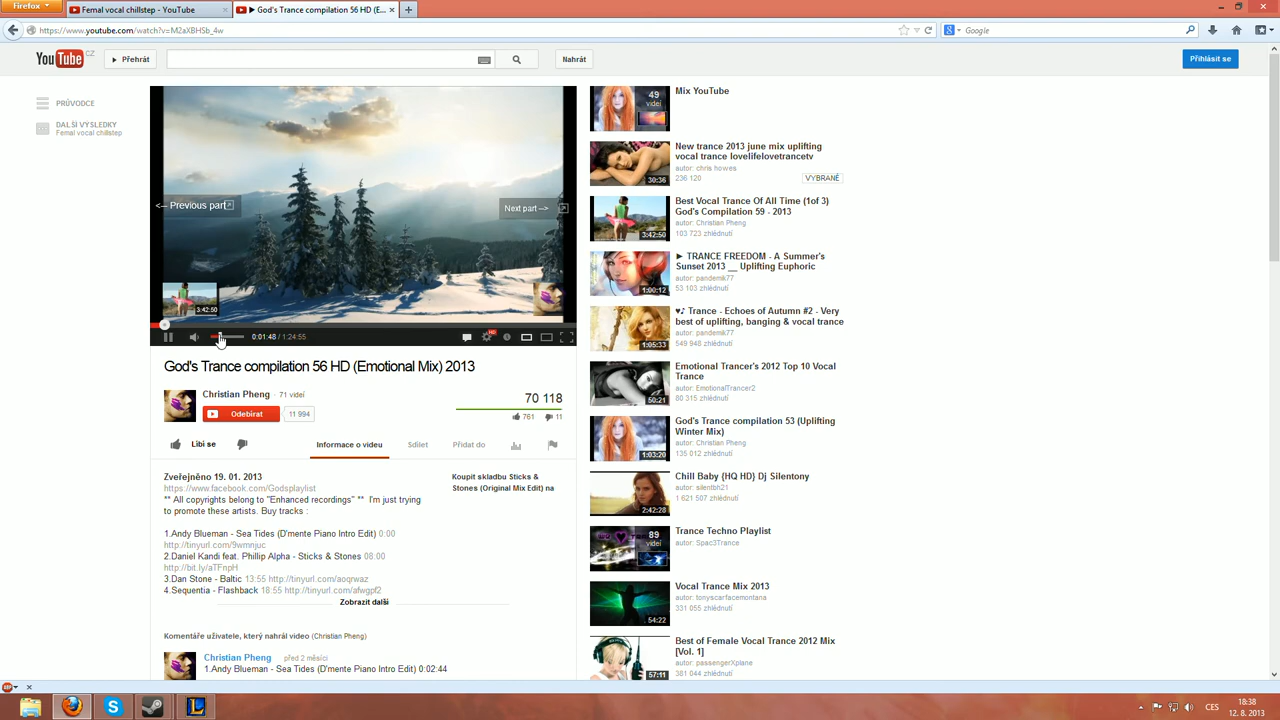 Firefox
Femal vocal chillstep - YouTube
► God's Trance compilation 56 HD (E...
https://www.youtube.com/watch?v=M2aXBHSb_4w
Google
YouTube CZ
Přehrát
Nahrát
Přihlásit se
PRŮVODCE
DALŠÍ VÝSLEDKY
Femal vocal chillstep
<-- Previous part
Next part -->
3:42:50
0:01:48 / 1:24:55
HD
God's Trance compilation 56 HD (Emotional Mix) 2013
Christian Pheng · 71 videí
Odebírat
11 994
70 118
761
11
Líbí se
Informace o videu
Sdílet
Přidat do
Zveřejněno 19. 01. 2013
https://www.facebook.com/Godsplaylist
** All copyrights belong to "Enhanced recordings" ** I'm just trying
to promote these artists. Buy tracks :
Koupit skladbu Sticks &
Stones (Original Mix Edit) na
1.Andy Blueman - Sea Tides (D'mente Piano Intro Edit) 0:00
http://tinyurl.com/9wmnjuc
2.Daniel Kandi feat. Phillip Alpha - Sticks & Stones 08:00
http://bit.ly/aTFnpH
3.Dan Stone - Baltic 13:55 http://tinyurl.com/aoqrwaz
4.Sequentia - Flashback 18:55 http://tinyurl.com/afwgpf2
Zobrazit další
Komentáře uživatele, který nahrál video (Christian Pheng)
Christian Pheng před 2 měsíci
1.Andy Blueman - Sea Tides (D'mente Piano Intro Edit) 0:02:44
49
videí
Mix YouTube
30:36
New trance 2013 june mix uplifting
vocal trance lovelifelovetrancetv
autor: chris howes
236 120
VYBRANÉ
3:42:50
Best Vocal Trance Of All Time (1of 3)
God's Compilation 59 - 2013
autor: Christian Pheng
103 723 zhlédnutí
1:00:12
► TRANCE FREEDOM - A Summer's
Sunset 2013 __ Uplifting Euphoric
autor: pandemik77
53 103 zhlédnutí
1:05:33
♥♪ Trance - Echoes of Autumn #2 - Very
best of uplifting, banging & vocal trance
autor: pandemik77
549 948 zhlédnutí
50:21
Emotional Trancer's 2012 Top 10 Vocal
Trance
autor: EmotionalTrancer2
80 315 zhlédnutí
1:03:20
God's Trance compilation 53 (Uplifting
Winter Mix)
autor: Christian Pheng
135 012 zhlédnutí
2:42:28
Chill Baby {HQ HD} Dj Silentony
autor: silentbh21
1 621 507 zhlédnutí
89
videí
Trance Techno Playlist
autor: Spac3Trance
54:22
Vocal Trance Mix 2013
autor: tonyscarfacemontana
331 055 zhlédnutí
57:11
Best of Female Vocal Trance 2012 Mix
[Vol. 1]
autor: passengerXplane
381 044 zhlédnutí
CES
18:38
12. 8. 2013